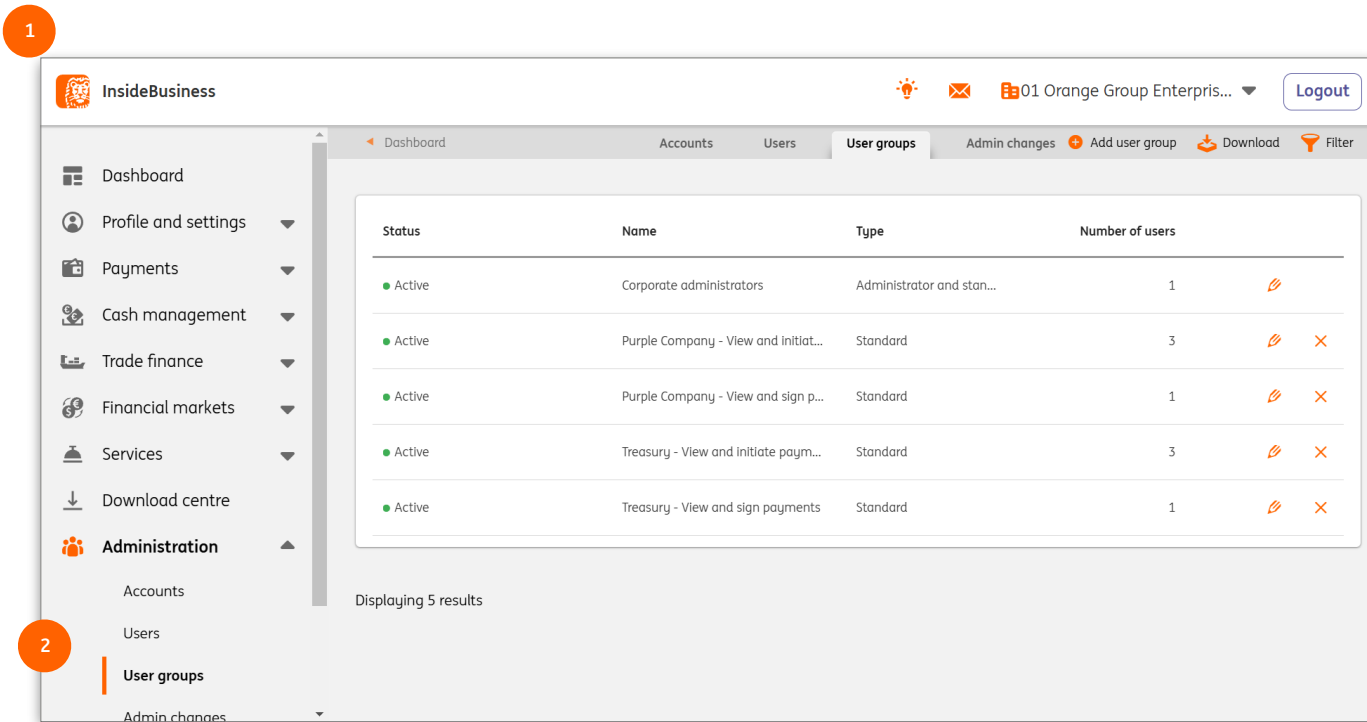 1
InsideBusiness
01 Orange Group Enterpris...
Logout
Dashboard
Accounts
Users
User groups
Admin changes
Add user group
Download
Filter
Dashboard
Profile and settings
Payments
Cash management
Trade finance
Financial markets
Services
Download centre
Administration
Accounts
Users
2
User groups
Admin changes
Status Name Type Number of users
Active Corporate administrators Administrator and stan... 1
Active Purple Company - View and initiat... Standard 3
Active Purple Company - View and sign p... Standard 1
Active Treasury - View and initiate paym... Standard 3
Active Treasury - View and sign payments Standard 1
Displaying 5 results